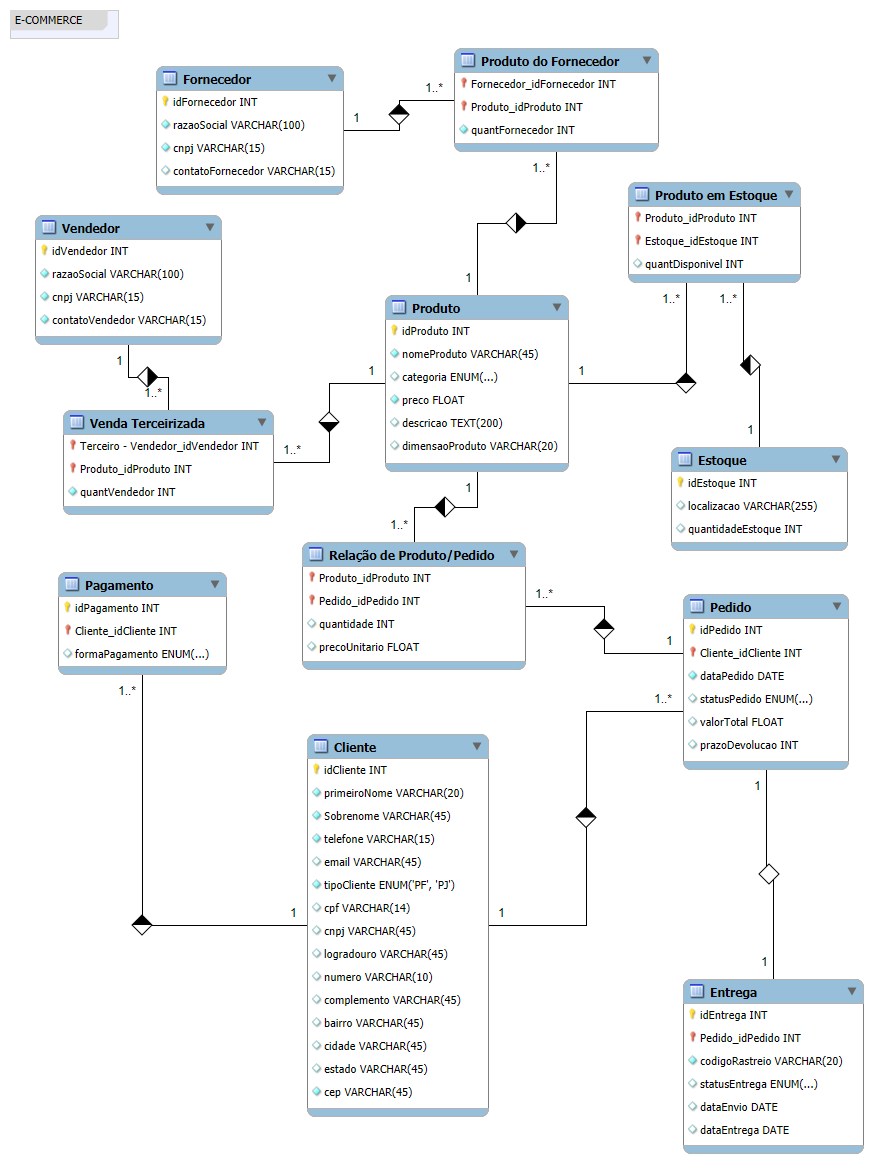 E-COMMERCE
Produto do Fornecedor
Fornecedor_idFornecedor INT
Produto_idProduto INT
quantFornecedor INT
Fornecedor
idFornecedor INT
razaoSocial VARCHAR(100)
cnpj VARCHAR(15)
contatoFornecedor VARCHAR(15)
1
1..*
1..*
1
Produto em Estoque
Produto_idProduto INT
Estoque_idEstoque INT
quantDisponivel INT
Vendedor
idVendedor INT
razaoSocial VARCHAR(100)
cnpj VARCHAR(15)
contatoVendedor VARCHAR(15)
1
1..*
Produto
idProduto INT
nomeProduto VARCHAR(45)
categoria ENUM(...)
preco FLOAT
descricao TEXT(200)
dimensaoProduto VARCHAR(20)
1
1..*
1
1..*
1..*
1
Venda Terceirizada
Terceiro - Vendedor_idVendedor INT
Produto_idProduto INT
quantVendedor INT
Estoque
idEstoque INT
localizacao VARCHAR(255)
quantidadeEstoque INT
1
1..*
Relação de Produto/Pedido
Produto_idProduto INT
Pedido_idPedido INT
quantidade INT
precoUnitario FLOAT
1..*
1
Pagamento
idPagamento INT
Cliente_idCliente INT
formaPagamento ENUM(...)
1..*
1
Pedido
idPedido INT
Cliente_idCliente INT
dataPedido DATE
statusPedido ENUM(...)
valorTotal FLOAT
prazoDevolucao INT
1..*
1
Cliente
idCliente INT
primeiroNome VARCHAR(20)
Sobrenome VARCHAR(45)
telefone VARCHAR(15)
email VARCHAR(45)
tipoCliente ENUM('PF', 'PJ')
cpf VARCHAR(14)
cnpj VARCHAR(45)
logradouro VARCHAR(45)
numero VARCHAR(10)
complemento VARCHAR(45)
bairro VARCHAR(45)
cidade VARCHAR(45)
estado VARCHAR(45)
cep VARCHAR(45)
1
1
Entrega
idEntrega INT
Pedido_idPedido INT
codigoRastreio VARCHAR(20)
statusEntrega ENUM(...)
dataEnvio DATE
dataEntrega DATE